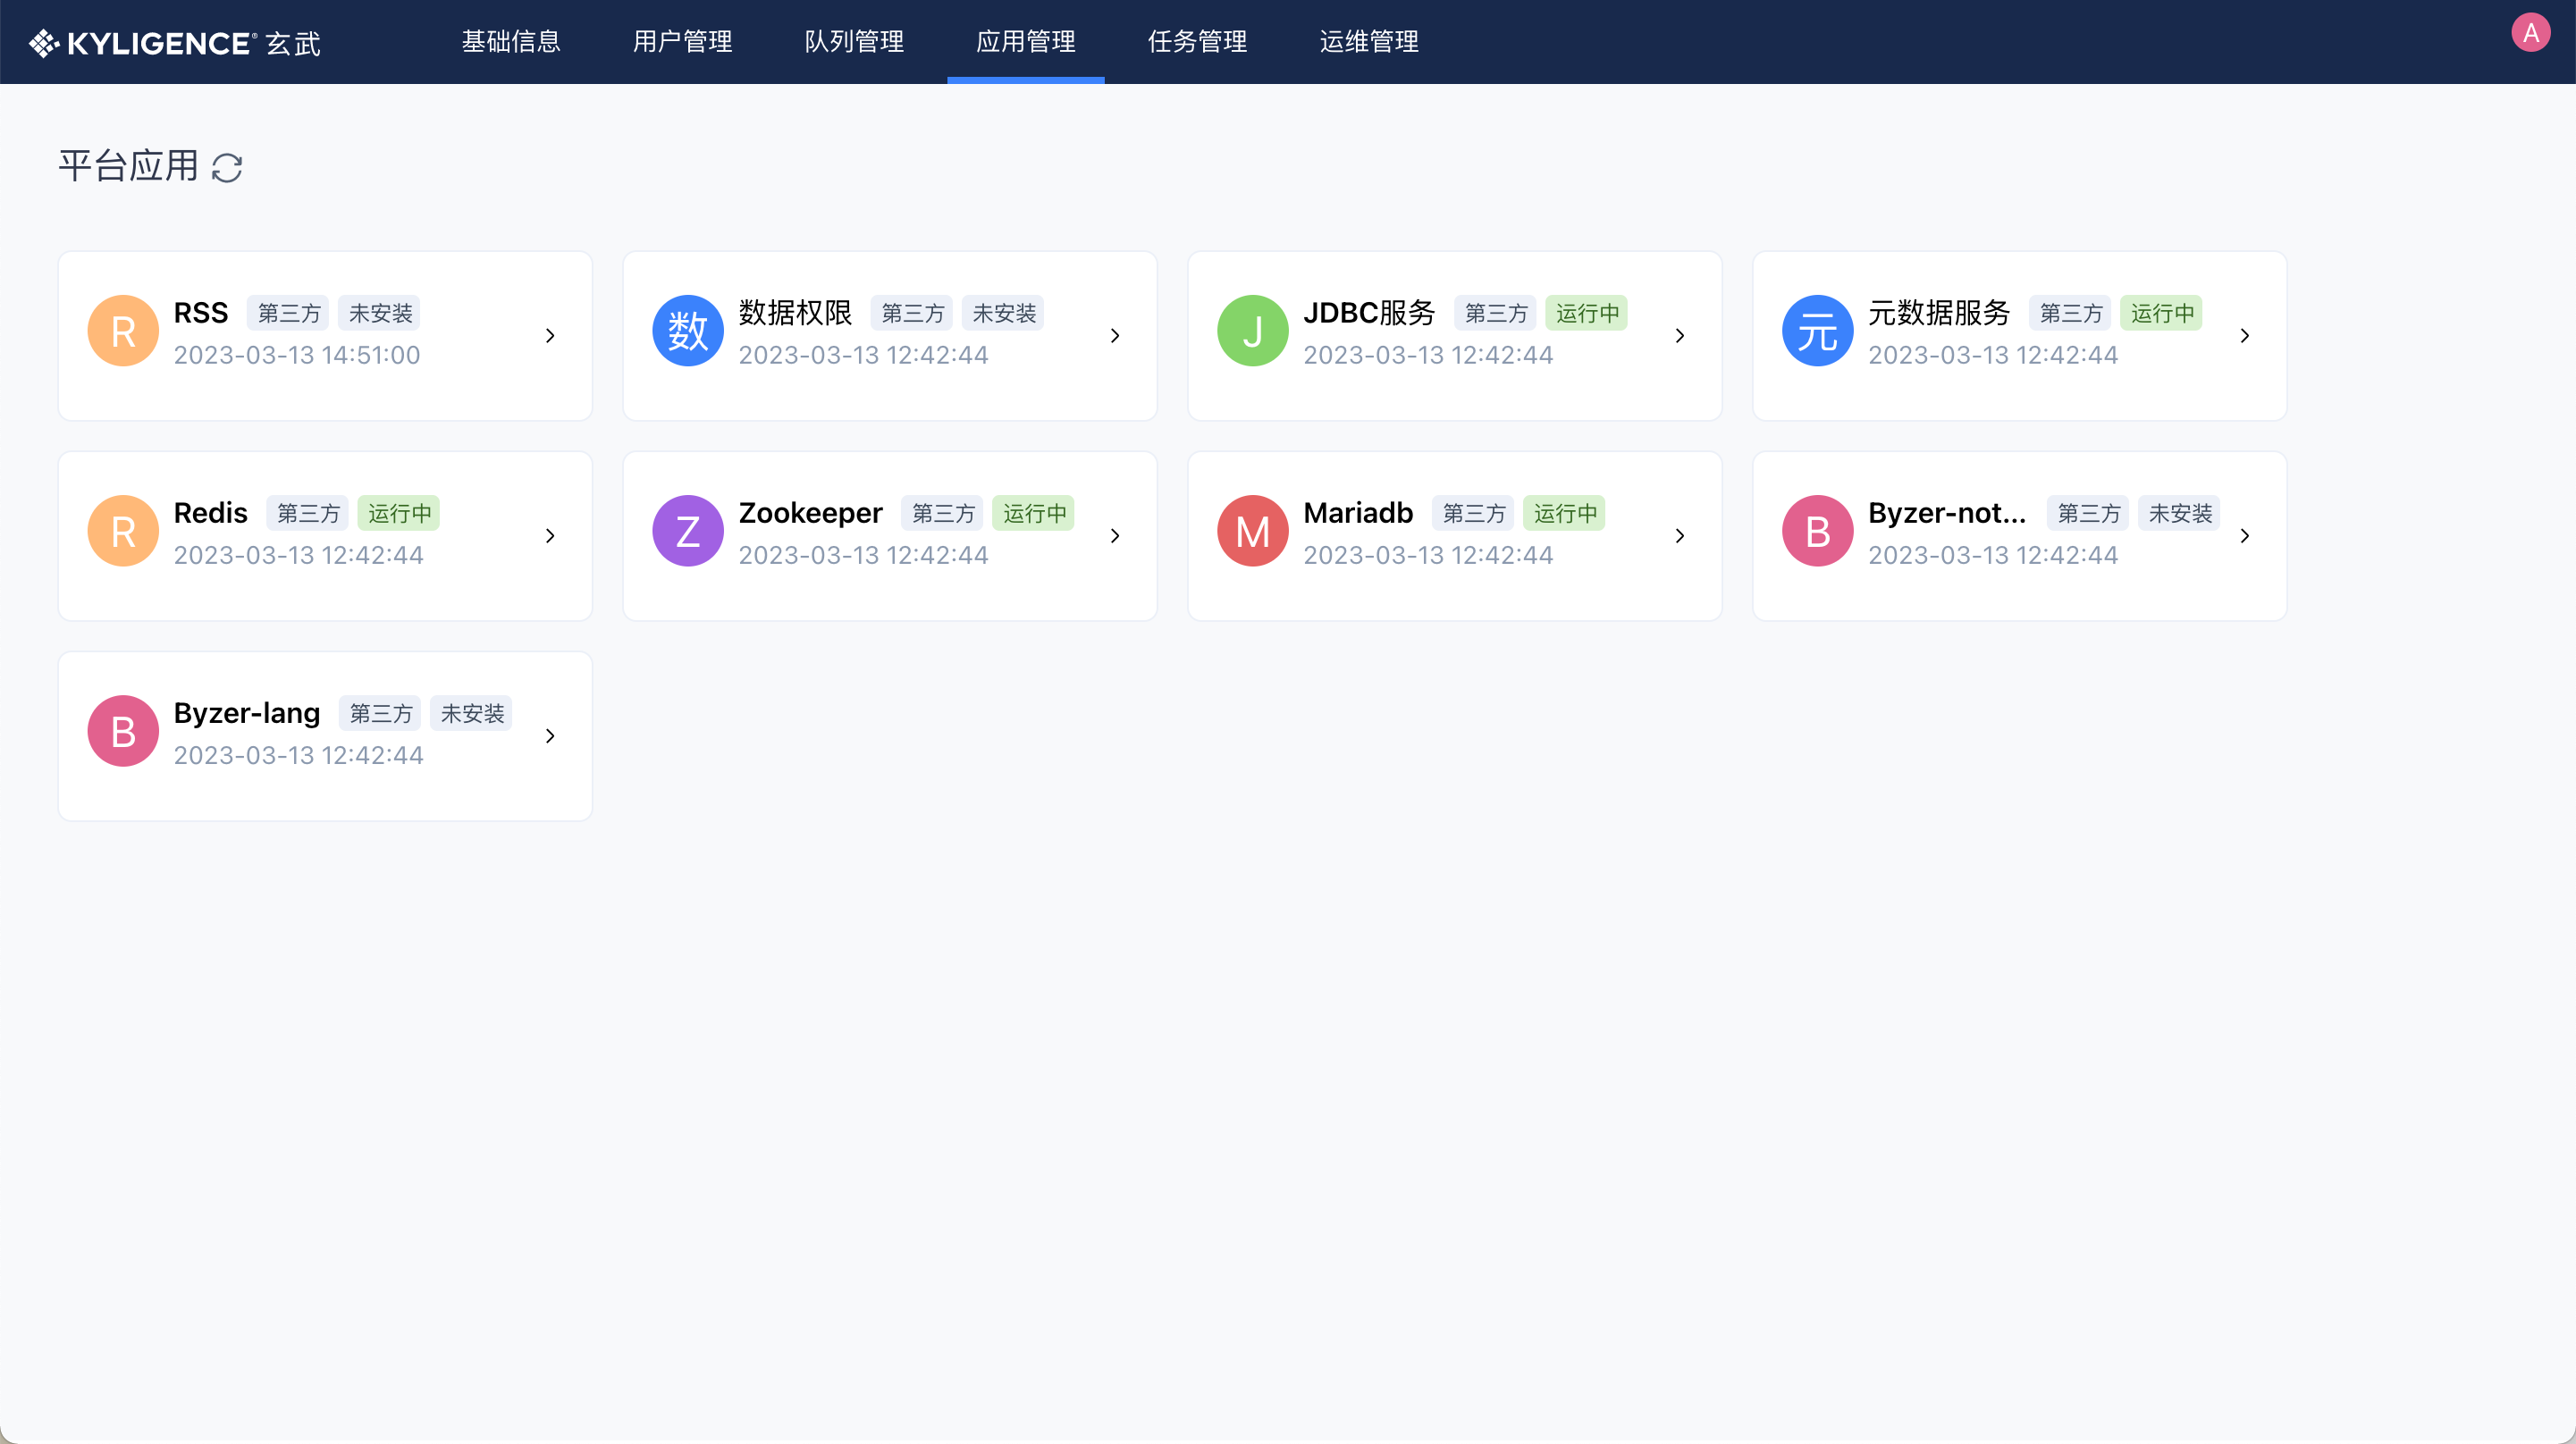 KYLIGENCE® 玄武
基础信息 用户管理 队列管理 应用管理 任务管理 运维管理
A
平台应用
R RSS 第三方 未安装
2023-03-13 14:51:00
数 数据权限 第三方 未安装
2023-03-13 12:42:44
J JDBC服务 第三方 运行中
2023-03-13 12:42:44
元 元数据服务 第三方 运行中
2023-03-13 12:42:44
R Redis 第三方 运行中
2023-03-13 12:42:44
Z Zookeeper 第三方 运行中
2023-03-13 12:42:44
M Mariadb 第三方 运行中
2023-03-13 12:42:44
B Byzer-not... 第三方 未安装
2023-03-13 12:42:44
B Byzer-lang 第三方 未安装
2023-03-13 12:42:44